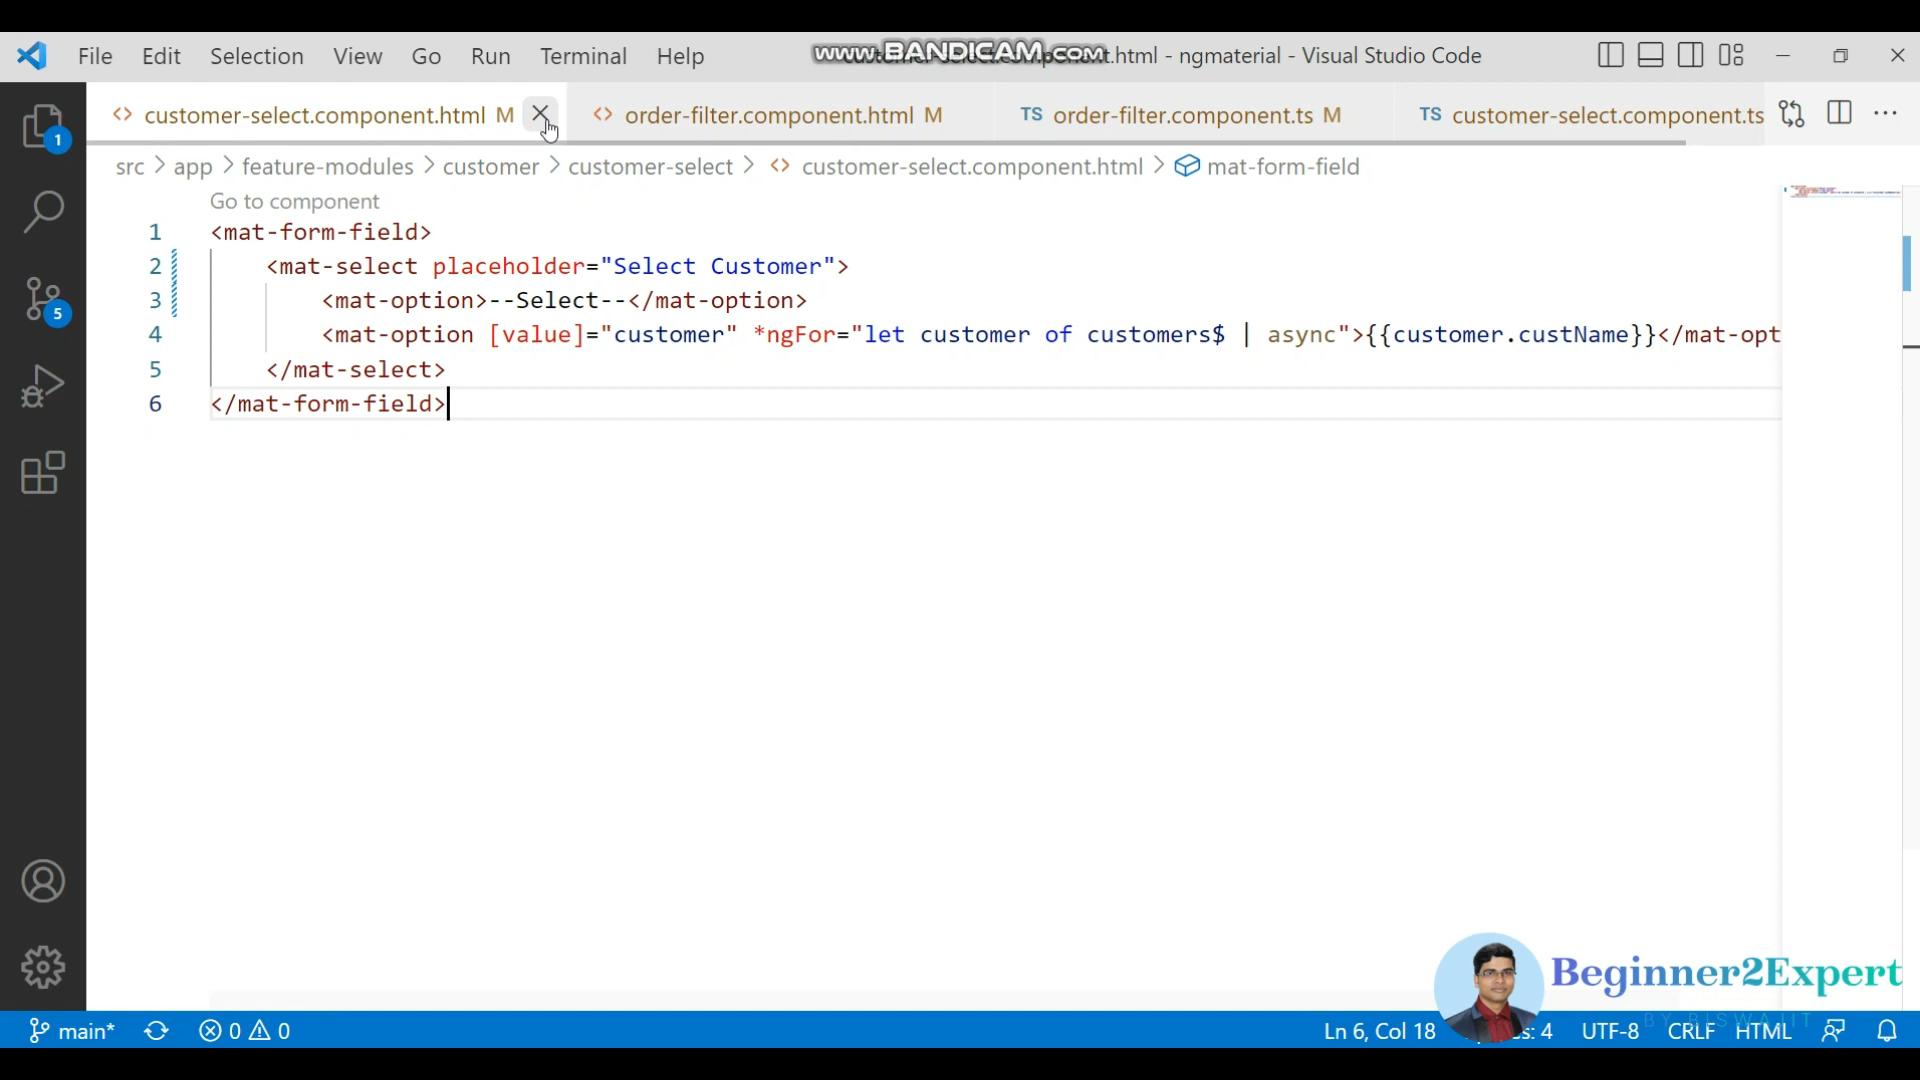 File Edit Selection View Go Run Terminal Help www.BANDICAM.com .html - ngmaterial - Visual Studio Code
1
5
<> customer-select.component.html M <> order-filter.component.html M TS order-filter.component.ts M TS customer-select.component.ts
src > app > feature-modules > customer > customer-select > <> customer-select.component.html > mat-form-field
Go to component
1 <mat-form-field>
2 <mat-select placeholder="Select Customer">
3 <mat-option>--Select--</mat-option>
4 <mat-option [value]="customer" *ngFor="let customer of customers$ | async">{{customer.custName}}</mat-opt
5 </mat-select>
6 </mat-form-field>
Beginner2Expert
BY BISWAJIT
main* 0 0 Ln 6, Col 18 : 4 UTF-8 CRLF HTML